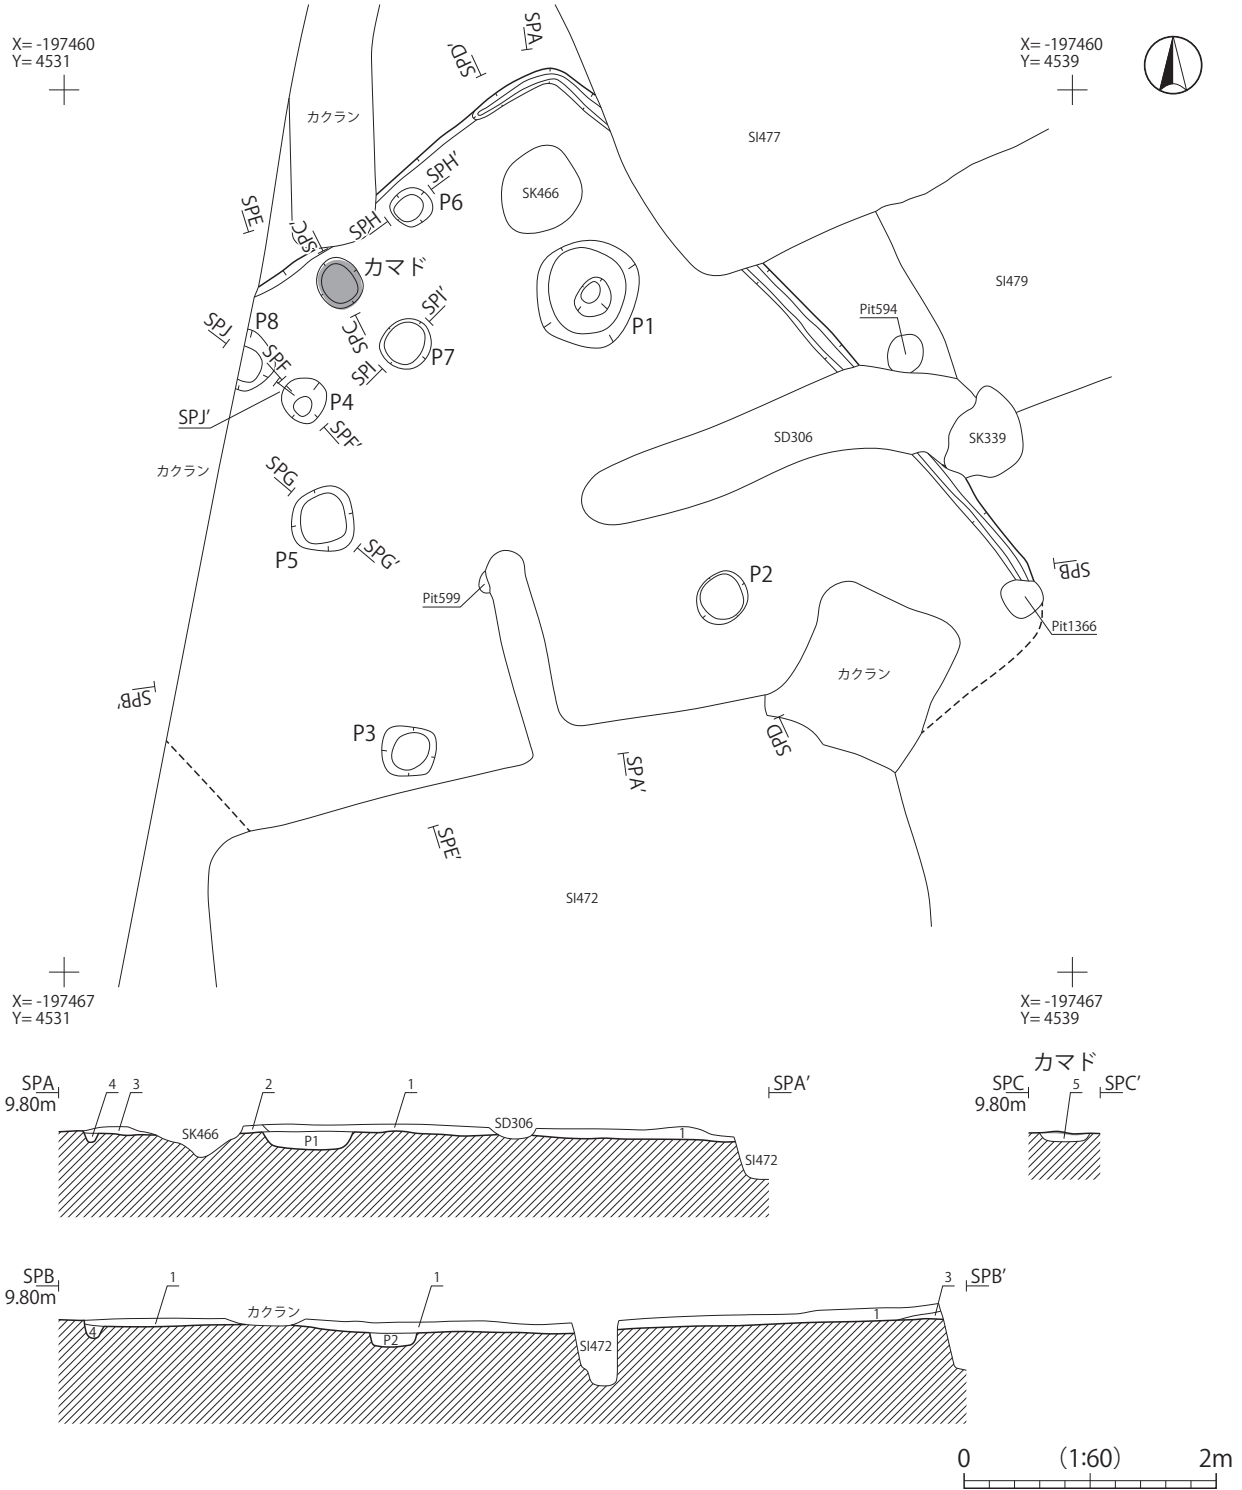 X= -197460
Y= 4531
X= -197460
Y= 4539
SPA
SPD’
カクラン
SI477
SPH’
SK466
P6
SPE
SPH
SPC’
カマド
SI479
SPI’
Pit594
SPJ
P8
P1
SPC
SPF
P7
SPI
P4
SPJ’
SPF’
SD306
SK339
カクラン
SPG
SPG’
P5
SPB
P2
Pit599
Pit1366
カクラン
SPB’
P3
SPD
SPA’
SPE’
SI472
X= -197467
Y= 4531
X= -197467
Y= 4539
カマド
SPA
4
3
2
1
SPA’
9.80m
SK466
P1
SD306
1
SI472
SPC
5
SPC’
9.80m
SPB
1
1
3
SPB’
9.80m
カクラン
4
P2
SI472
1
0
(1:60)
2m